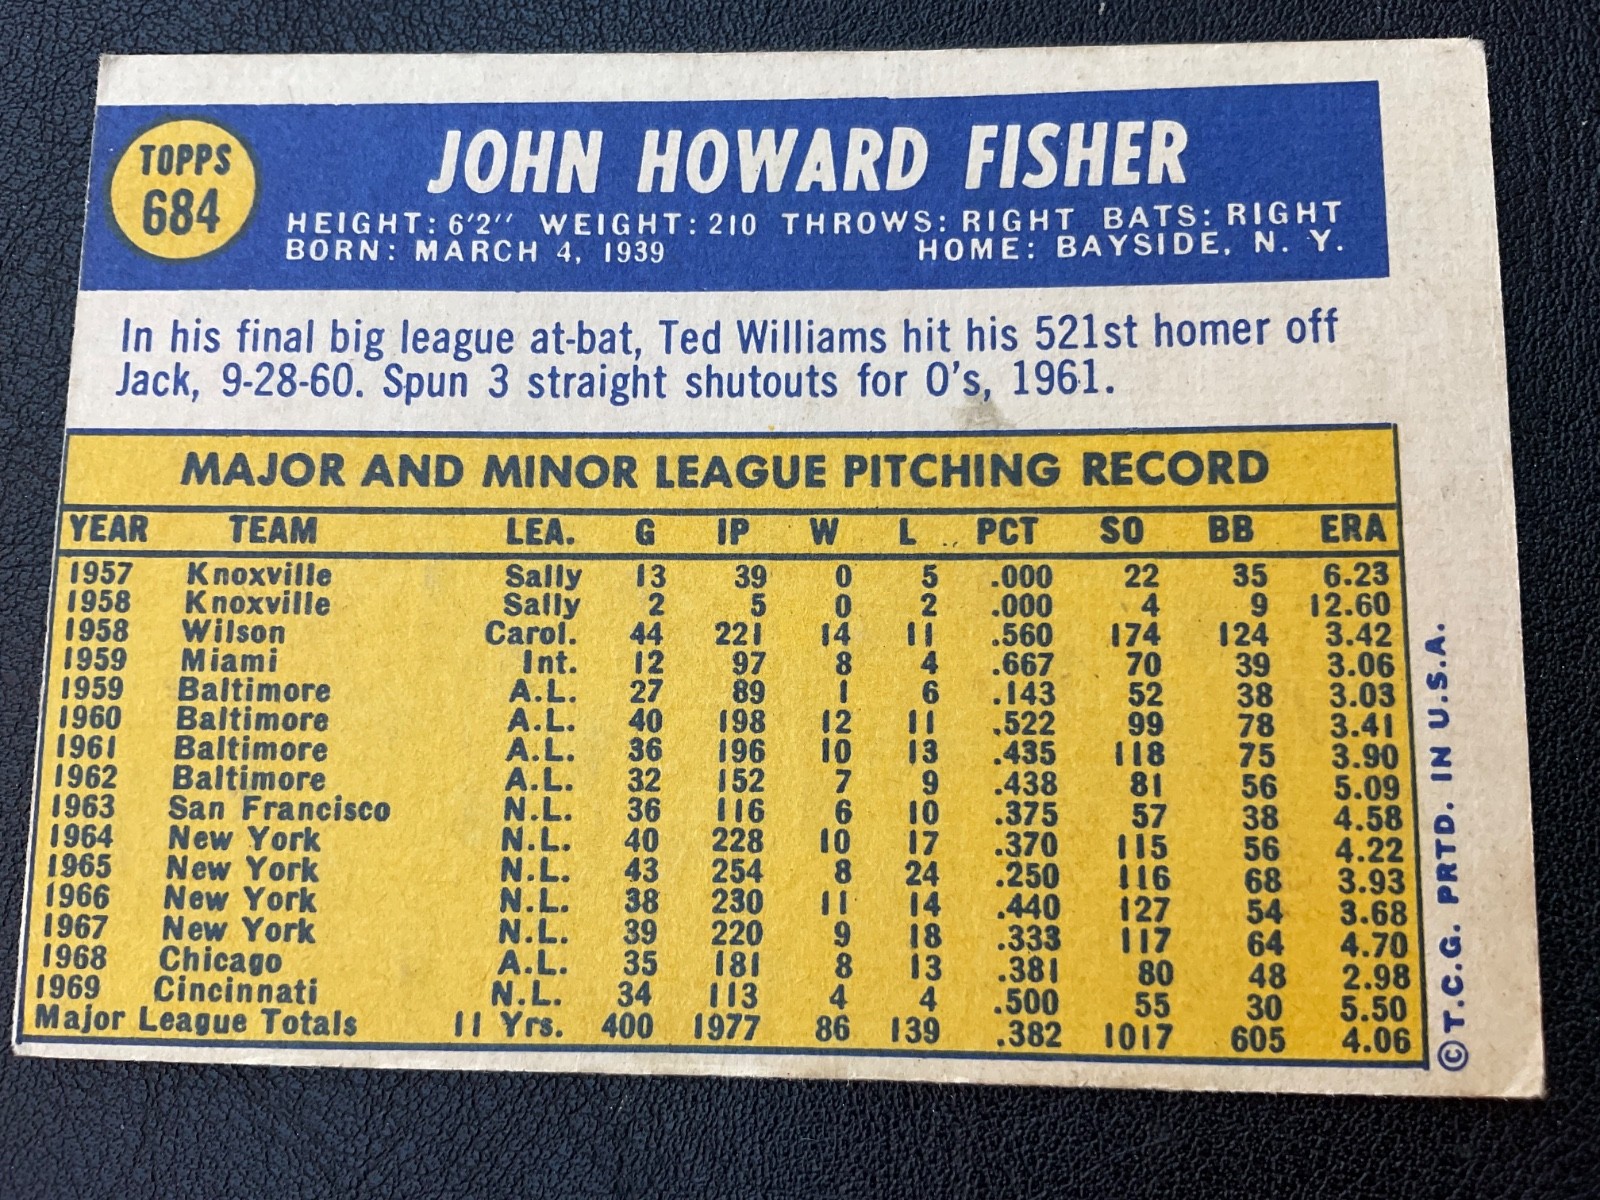 TOPPS
684
JOHN HOWARD FISHER
HEIGHT: 6'2'' WEIGHT: 210 THROWS: RIGHT BATS: RIGHT
BORN: MARCH 4, 1939 HOME: BAYSIDE, N. Y.
In his final big league at-bat, Ted Williams hit his 521st homer off
Jack, 9-28-60. Spun 3 straight shutouts for O's, 1961.
MAJOR AND MINOR LEAGUE PITCHING RECORD
YEAR TEAM LEA. G IP W L PCT SO BB ERA
1957 Knoxville Sally 13 39 0 5 .000 22 35 6.23
1958 Knoxville Sally 2 5 0 2 .000 4 9 12.60
1958 Wilson Carol. 44 221 14 11 .560 174 124 3.42
1959 Miami Int. 12 97 8 4 .667 70 39 3.06
1959 Baltimore A.L. 27 89 1 6 .143 52 38 3.03
1960 Baltimore A.L. 40 198 12 11 .522 99 78 3.41
1961 Baltimore A.L. 36 196 10 13 .435 118 75 3.90
1962 Baltimore A.L. 32 152 7 9 .438 81 56 5.09
1963 San Francisco N.L. 36 116 6 10 .375 57 38 4.58
1964 New York N.L. 40 228 10 17 .370 115 56 4.22
1965 New York N.L. 43 254 8 24 .250 116 68 3.93
1966 New York N.L. 38 230 11 14 .440 127 54 3.68
1967 New York N.L. 39 220 9 18 .333 117 64 4.70
1968 Chicago A.L. 35 181 8 13 .381 80 48 2.98
1969 Cincinnati N.L. 34 113 4 4 .500 55 30 5.50
Major League Totals 11 Yrs. 400 1977 86 139 .382 1017 605 4.06
© T.C.G. PRTD. IN U.S.A.